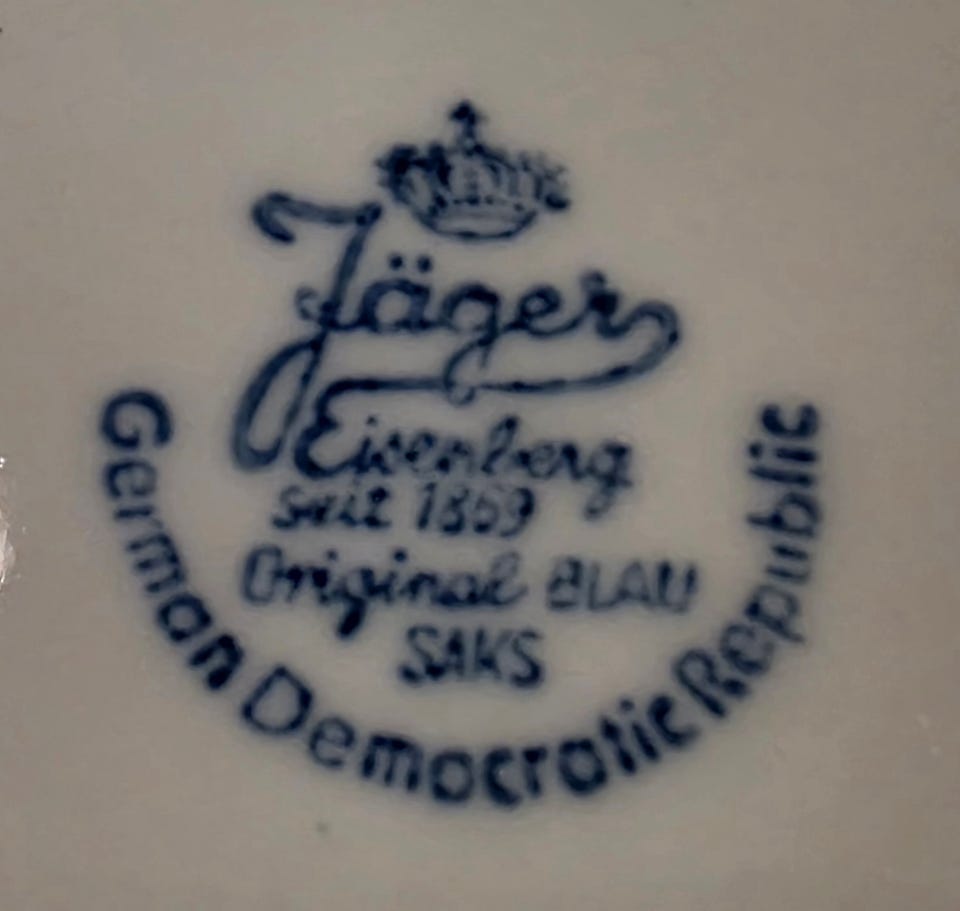 Jäger
Eisenberg
seit 1869
Original BLAU
SAKS
German Democratic Republic